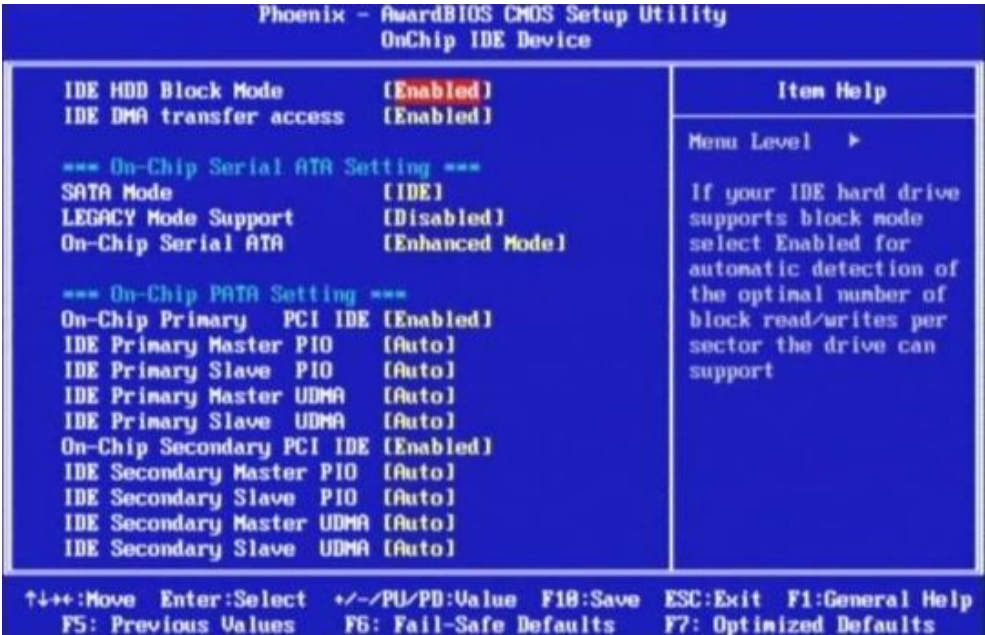 Phoenix - AwardBIOS CMOS Setup Utility
OnChip IDE Device
IDE HDD Block Mode [Enabled]
IDE DMA transfer access [Enabled]
=== On-Chip Serial ATA Setting ===
SATA Mode [IDE]
LEGACY Mode Support [Disabled]
On-Chip Serial ATA [Enhanced Mode]
=== On-Chip PATA Setting ===
On-Chip Primary PCI IDE [Enabled]
IDE Primary Master PIO [Auto]
IDE Primary Slave PIO [Auto]
IDE Primary Master UDMA [Auto]
IDE Primary Slave UDMA [Auto]
On-Chip Secondary PCI IDE [Enabled]
IDE Secondary Master PIO [Auto]
IDE Secondary Slave PIO [Auto]
IDE Secondary Master UDMA [Auto]
IDE Secondary Slave UDMA [Auto]
Item Help
Menu Level ►
If your IDE hard drive
supports block mode
select Enabled for
automatic detection of
the optimal number of
block read/writes per
sector the drive can
support
↑↓→←:Move Enter:Select +/-/PU/PD:Value F10:Save ESC:Exit F1:General Help
F5: Previous Values F6: Fail-Safe Defaults F7: Optimized Defaults